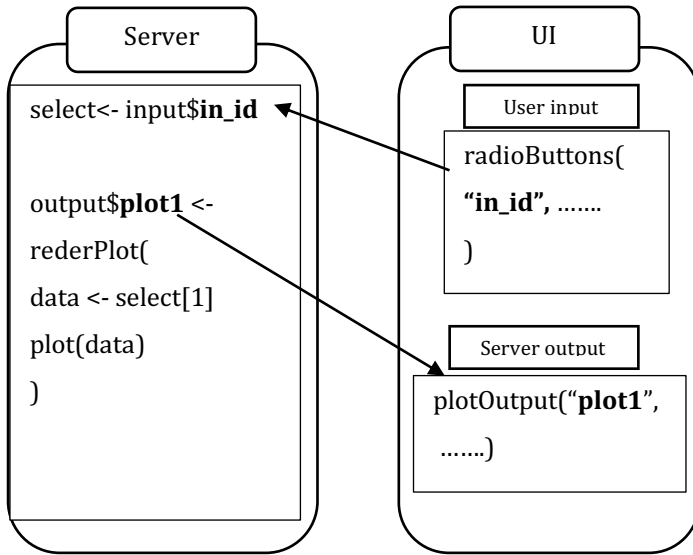 Server
select<- input$in_id
output$plot1 <-
rederPlot(
data <- select[1]
plot(data)
)
UI
User input
radioButtons(
“in_id”, …….
)
Server output
plotOutput(“plot1”,
…….)